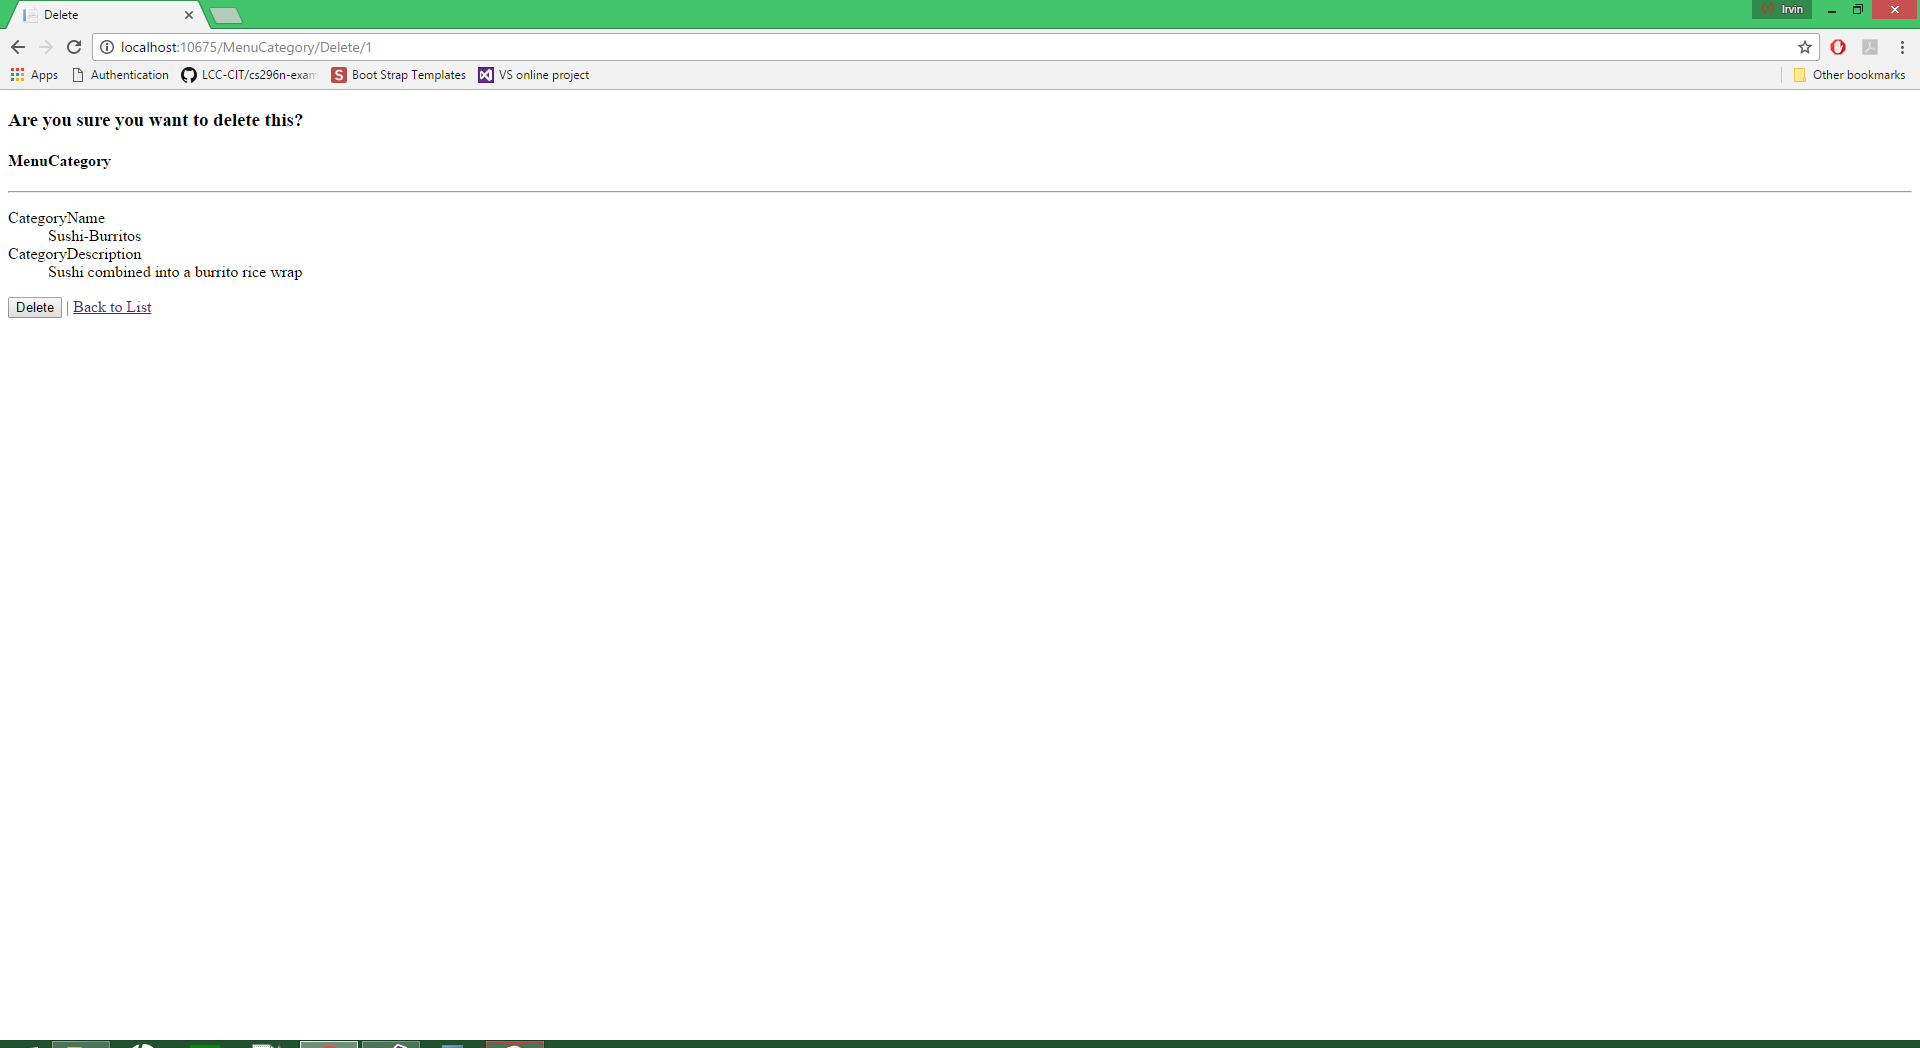 Delete
Irvin
localhost:10675/MenuCategory/Delete/1
Apps Authentication LCC-CIT/cs296n-exam Boot Strap Templates VS online project Other bookmarks
Are you sure you want to delete this?
MenuCategory
CategoryName
Sushi-Burritos
CategoryDescription
Sushi combined into a burrito rice wrap
Delete | Back to List